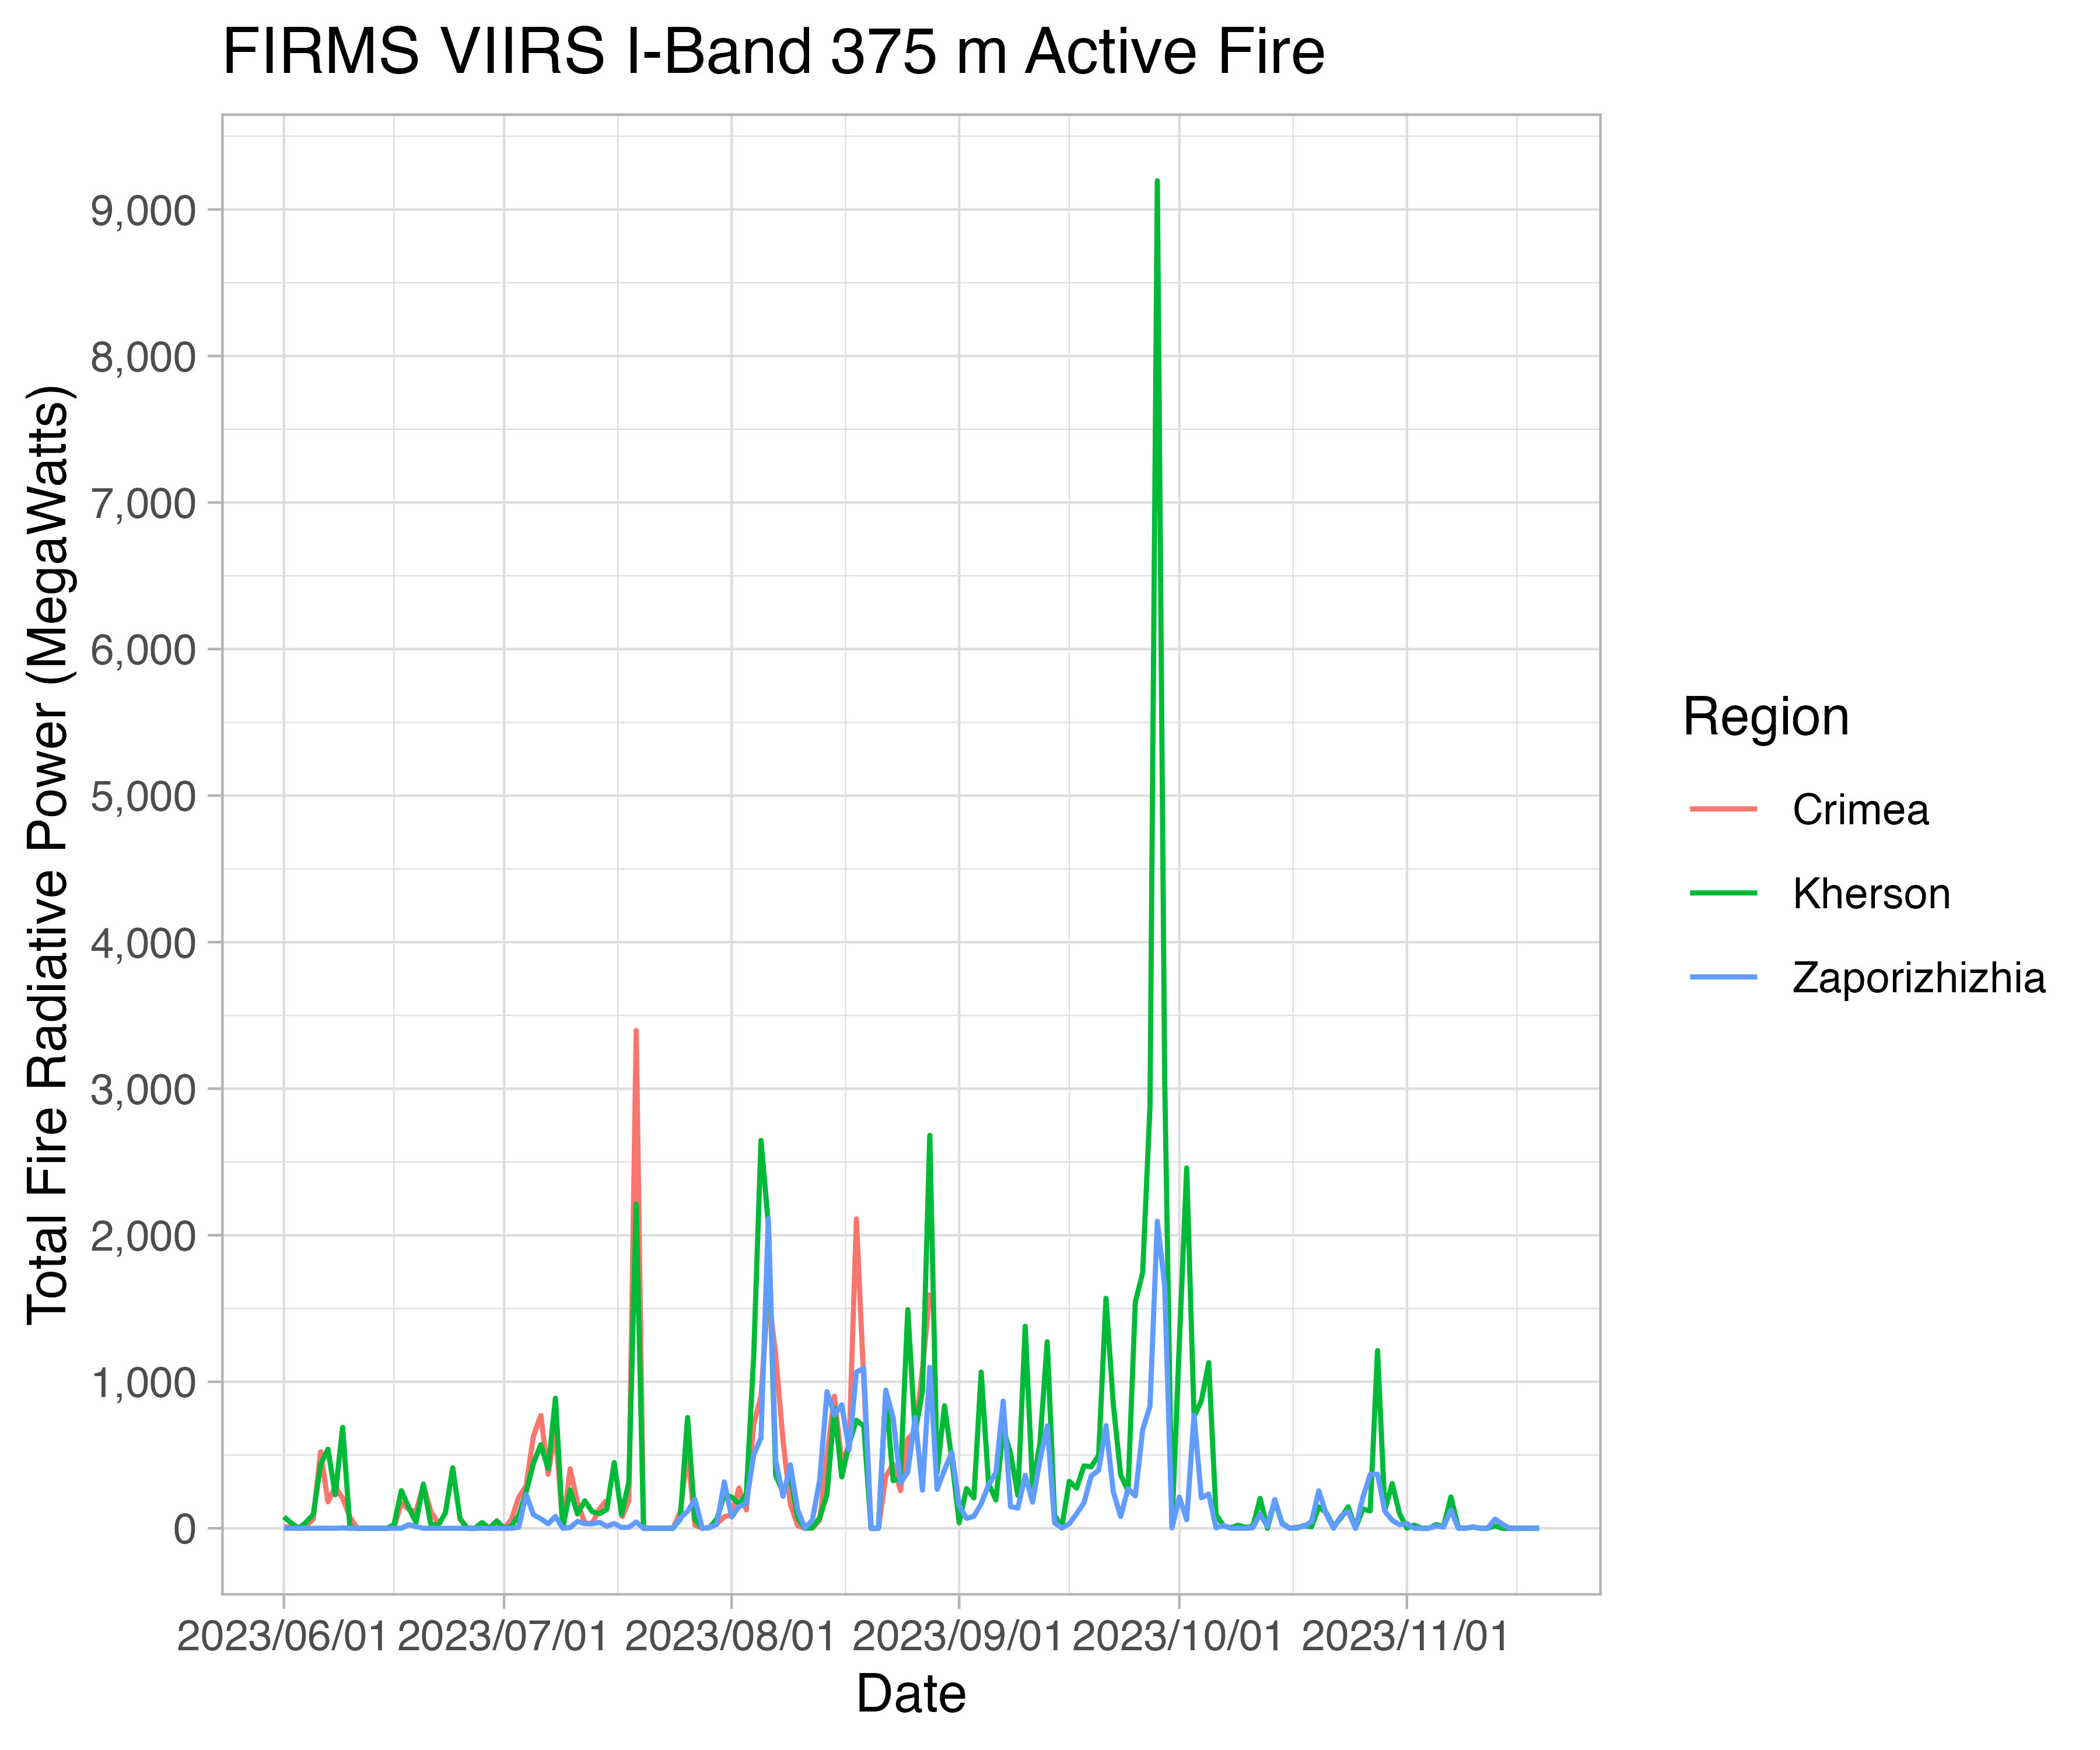 FIRMS VIIRS I-Band 375 m Active Fire
Total Fire Radiative Power (MegaWatts)
9,000
8,000
7,000
6,000
5,000
4,000
3,000
2,000
1,000
0
2023/06/01 2023/07/01 2023/08/01 2023/09/01 2023/10/01 2023/11/01
Date
Region
Crimea
Kherson
Zaporizhizhia